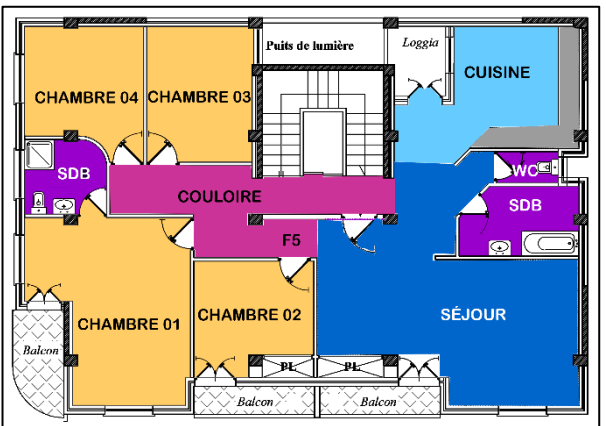 Puits de lumière
Loggia
CUISINE
CHAMBRE 04
CHAMBRE 03
SDB
WC
COULOIRE
SDB
F5
CHAMBRE 01
CHAMBRE 02
SÉJOUR
Balcon
PL
PL
Balcon
Balcon